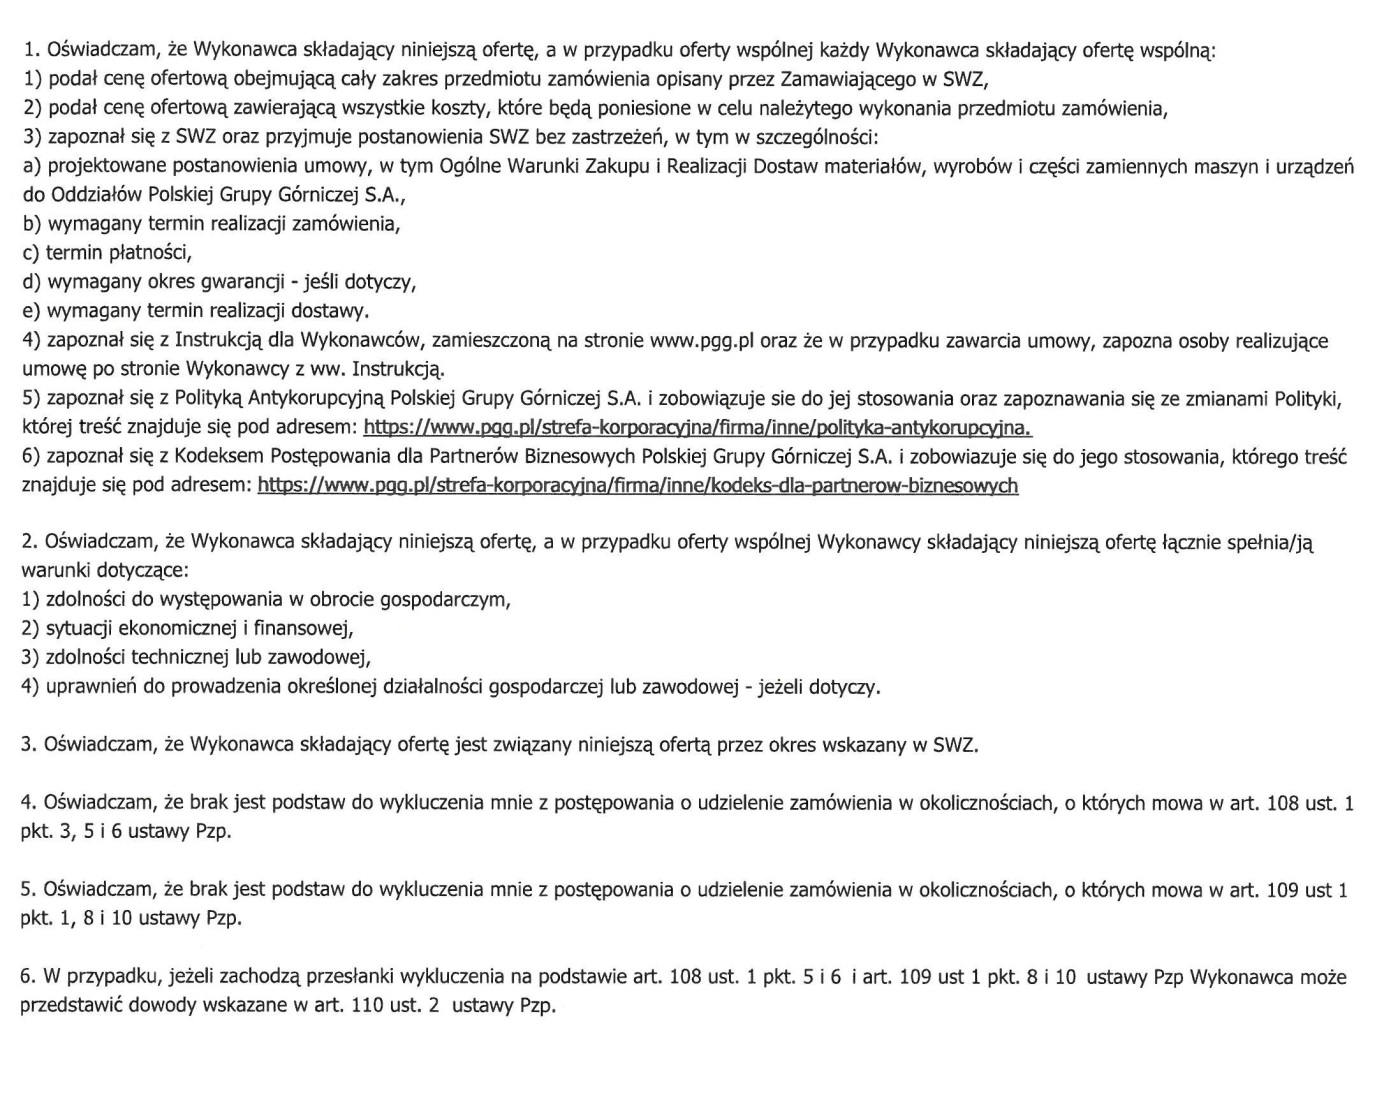 1. Oświadczam, że Wykonawca składający niniejszą ofertę, a w przypadku oferty wspólnej każdy Wykonawca składający ofertę wspólną:
1) podał cenę ofertową obejmującą cały zakres przedmiotu zamówienia opisany przez Zamawiającego w SWZ,
2) podał cenę ofertową zawierającą wszystkie koszty, które będą poniesione w celu należytego wykonania przedmiotu zamówienia,
3) zapoznał się z SWZ oraz przyjmuje postanowienia SWZ bez zastrzeżeń, w tym w szczególności:
a) projektowane postanowienia umowy, w tym Ogólne Warunki Zakupu i Realizacji Dostaw materiałów, wyrobów i części zamiennych maszyn i urządzeń
do Oddziałów Polskiej Grupy Górniczej S.A.,
b) wymagany termin realizacji zamówienia,
c) termin płatności,
d) wymagany okres gwarancji - jeśli dotyczy,
e) wymagany termin realizacji dostawy.
4) zapoznał się z Instrukcją dla Wykonawców, zamieszczoną na stronie www.pgg.pl oraz że w przypadku zawarcia umowy, zapozna osoby realizujące
umowę po stronie Wykonawcy z ww. Instrukcją.
5) zapoznał się z Polityką Antykorupcyjną Polskiej Grupy Górniczej S.A. i zobowiązuje sie do jej stosowania oraz zapoznawania się ze zmianami Polityki,
której treść znajduje się pod adresem: https://www.pgg.pl/strefa-korporacyjna/firma/inne/polityka-antykorupcyjna.
6) zapoznał się z Kodeksem Postępowania dla Partnerów Biznesowych Polskiej Grupy Górniczej S.A. i zobowiazuje się do jego stosowania, którego treść
znajduje się pod adresem: https://www.pgg.pl/strefa-korporacyjna/firma/inne/kodeks-dla-partnerow-biznesowych
2. Oświadczam, że Wykonawca składający niniejszą ofertę, a w przypadku oferty wspólnej Wykonawcy składający niniejszą ofertę łącznie spełnia/ją
warunki dotyczące:
1) zdolności do występowania w obrocie gospodarczym,
2) sytuacji ekonomicznej i finansowej,
3) zdolności technicznej lub zawodowej,
4) uprawnień do prowadzenia określonej działalności gospodarczej lub zawodowej - jeżeli dotyczy.
3. Oświadczam, że Wykonawca składający ofertę jest związany niniejszą ofertą przez okres wskazany w SWZ.
4. Oświadczam, że brak jest podstaw do wykluczenia mnie z postępowania o udzielenie zamówienia w okolicznościach, o których mowa w art. 108 ust. 1
pkt. 3, 5 i 6 ustawy Pzp.
5. Oświadczam, że brak jest podstaw do wykluczenia mnie z postępowania o udzielenie zamówienia w okolicznościach, o których mowa w art. 109 ust 1
pkt. 1, 8 i 10 ustawy Pzp.
6. W przypadku, jeżeli zachodzą przesłanki wykluczenia na podstawie art. 108 ust. 1 pkt. 5 i 6 i art. 109 ust 1 pkt. 8 i 10 ustawy Pzp Wykonawca może
przedstawić dowody wskazane w art. 110 ust. 2 ustawy Pzp.